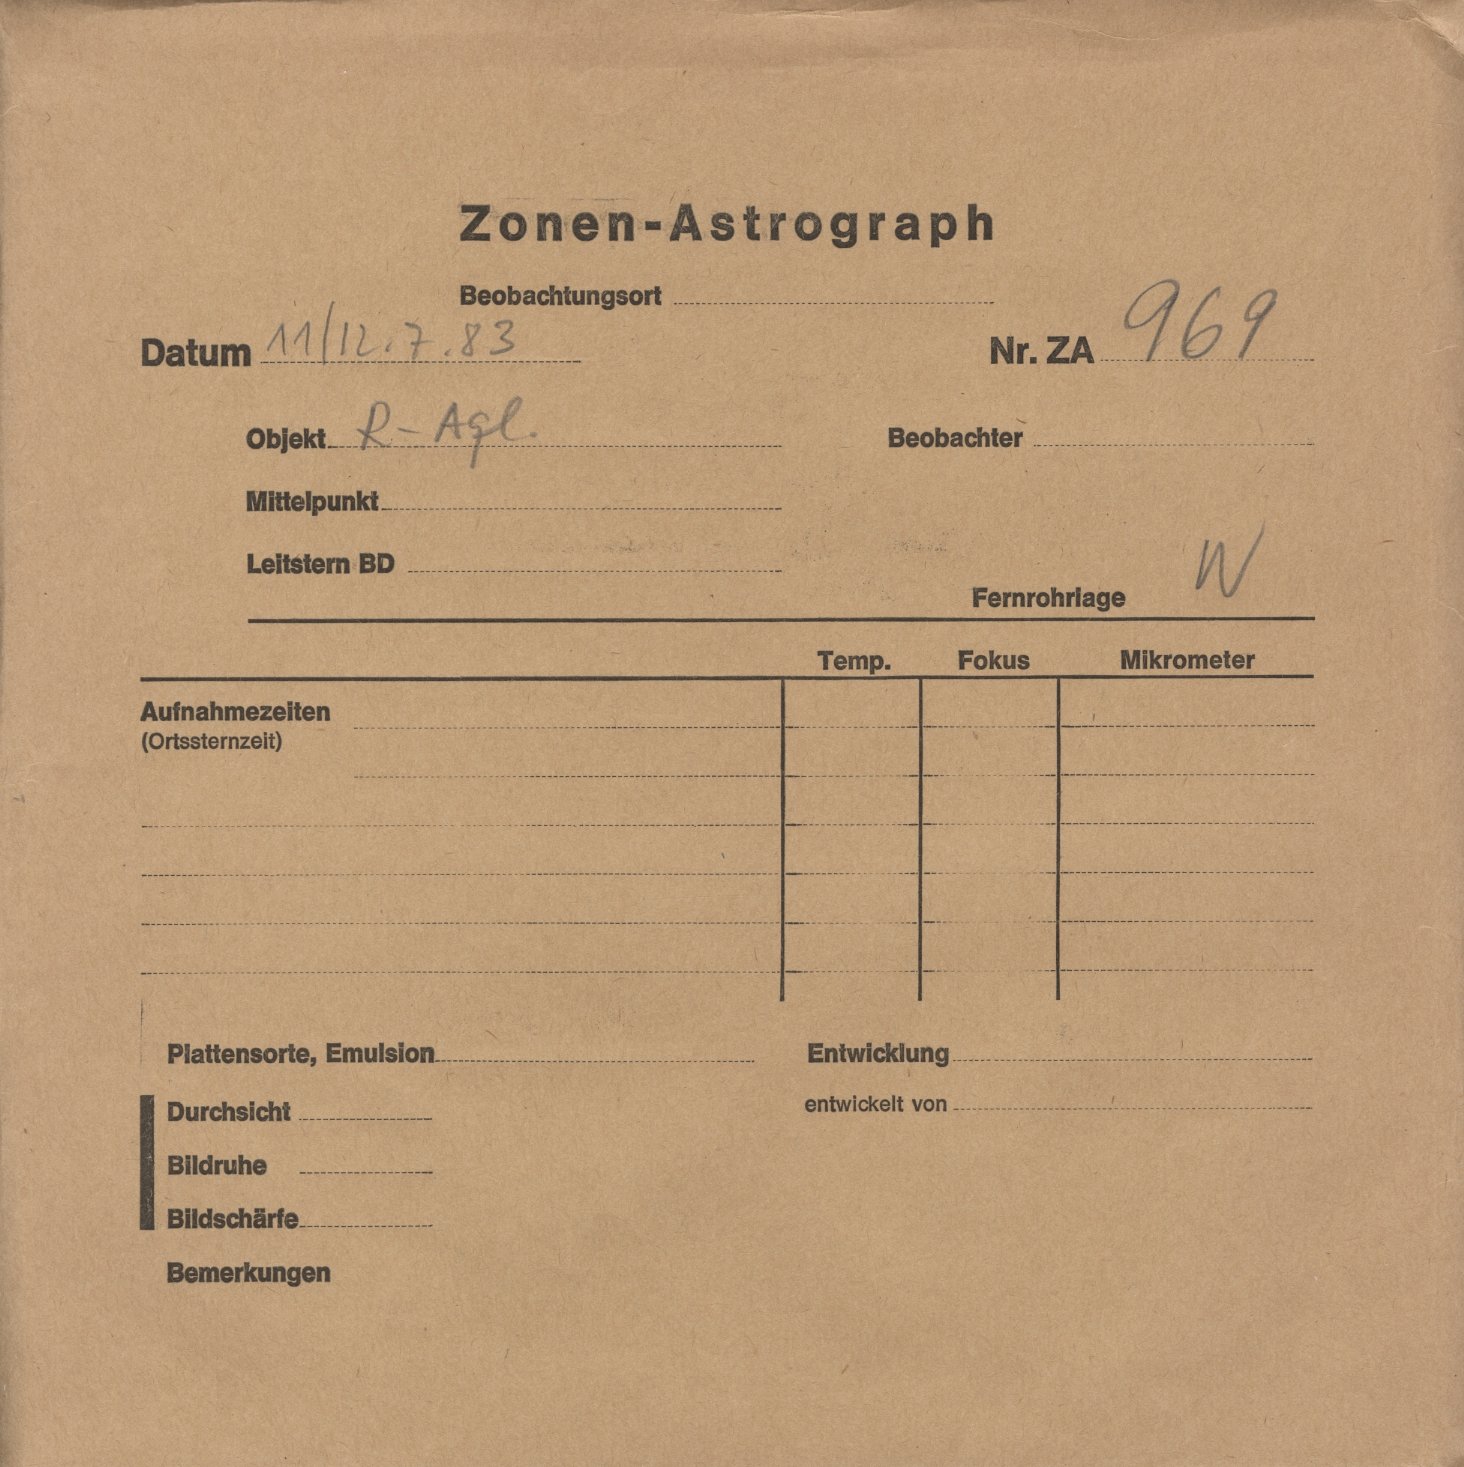 Zonen-Astrograph
Beobachtungsort
Datum 11/12.7.83
Nr. ZA 969
Objekt R-Aql.
Beobachter
Mittelpunkt
Leitstern BD
Fernrohrlage W
Temp. Fokus Mikrometer
Aufnahmezeiten
(Ortssternzeit)
Plattensorte, Emulsion
Entwicklung
Durchsicht
entwickelt von
Bildruhe
Bildschärfe
Bemerkungen